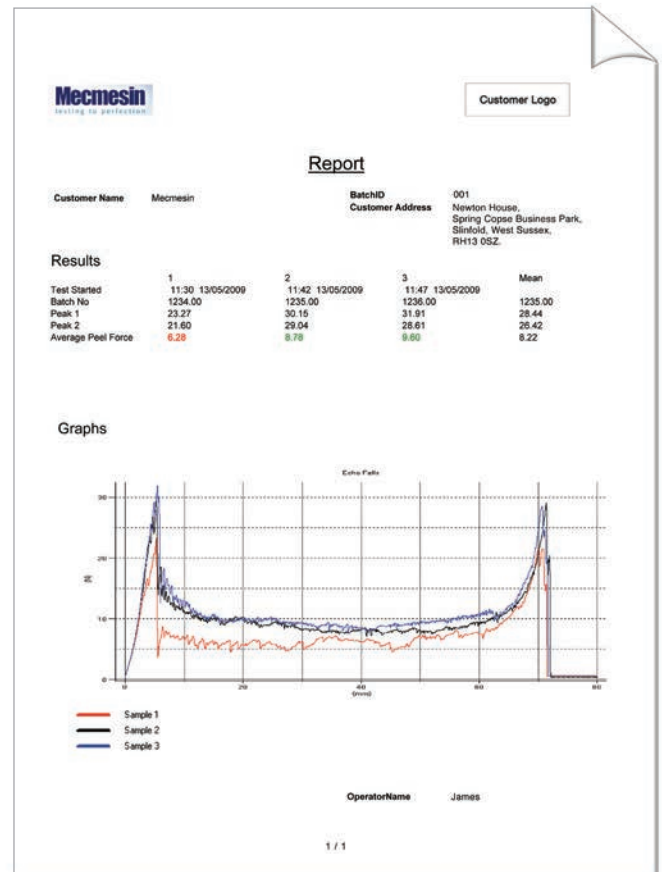 Mecmesin
testing to perfection
Customer Logo
Report
Customer Name Mecmesin
BatchID 001
Customer Address Newton House,
Spring Copse Business Park,
Slinfold, West Sussex,
RH13 0SZ.
Results
1 2 3 Mean
Test Started 11:30 13/05/2009 11:42 13/05/2009 11:47 13/05/2009
Batch No 1234.00 1235.00 1236.00 1235.00
Peak 1 23.27 30.15 31.91 28.44
Peak 2 21.60 29.04 28.61 26.42
Average Peel Force 6.28 8.78 9.60 8.22
Graphs
Echo Falls
30
20
10
0
0 20 40 60 80
(mm)
Sample 1
Sample 2
Sample 3
OperatorName James
1 / 1